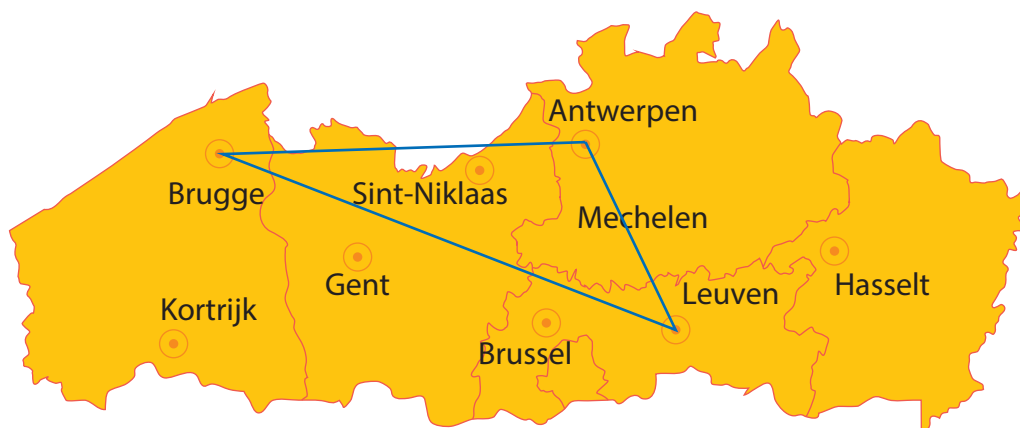 Antwerpen
Brugge
Sint-Niklaas
Mechelen
Gent
Leuven
Hasselt
Kortrijk
Brussel